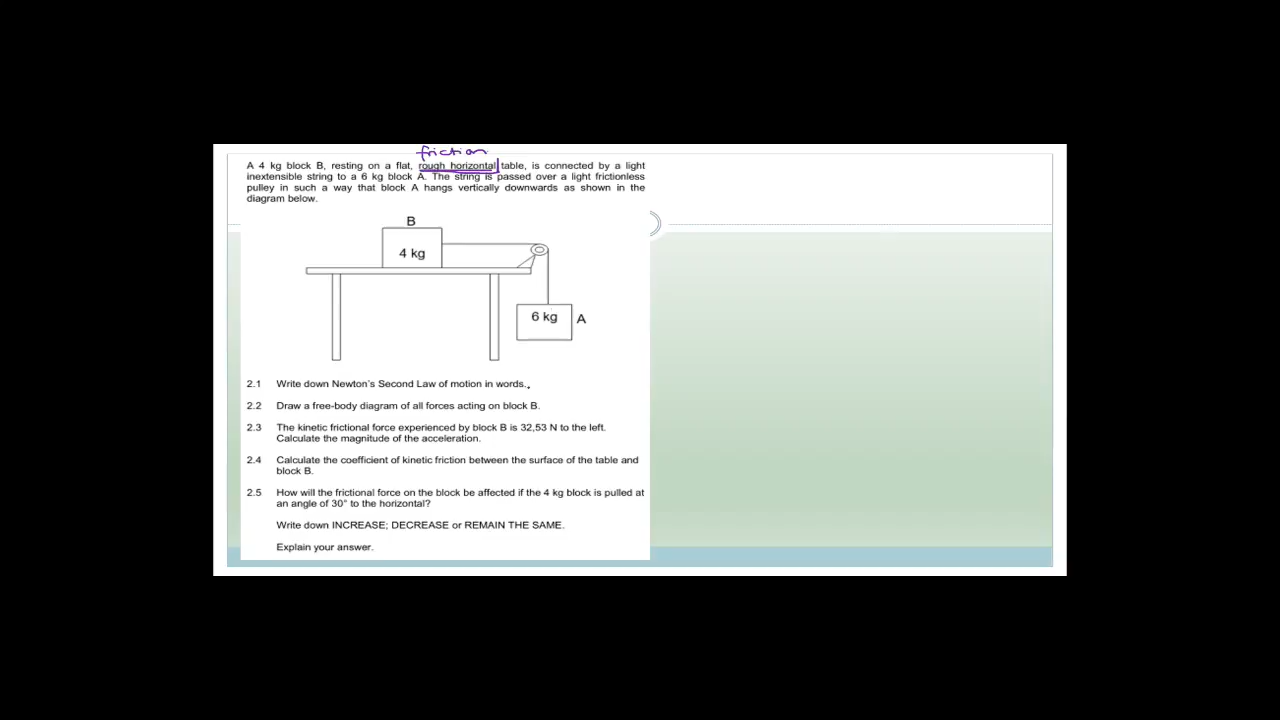 friction
A 4 kg block B, resting on a flat, rough horizontal table, is connected by a light
inextensible string to a 6 kg block A. The string is passed over a light frictionless
pulley in such a way that block A hangs vertically downwards as shown in the
diagram below.
B
4 kg
6 kg
A
2.1 Write down Newton's Second Law of motion in words.
2.2 Draw a free-body diagram of all forces acting on block B.
2.3 The kinetic frictional force experienced by block B is 32,53 N to the left.
Calculate the magnitude of the acceleration.
2.4 Calculate the coefficient of kinetic friction between the surface of the table and
block B.
2.5 How will the frictional force on the block be affected if the 4 kg block is pulled at
an angle of 30° to the horizontal?
Write down INCREASE; DECREASE or REMAIN THE SAME.
Explain your answer.